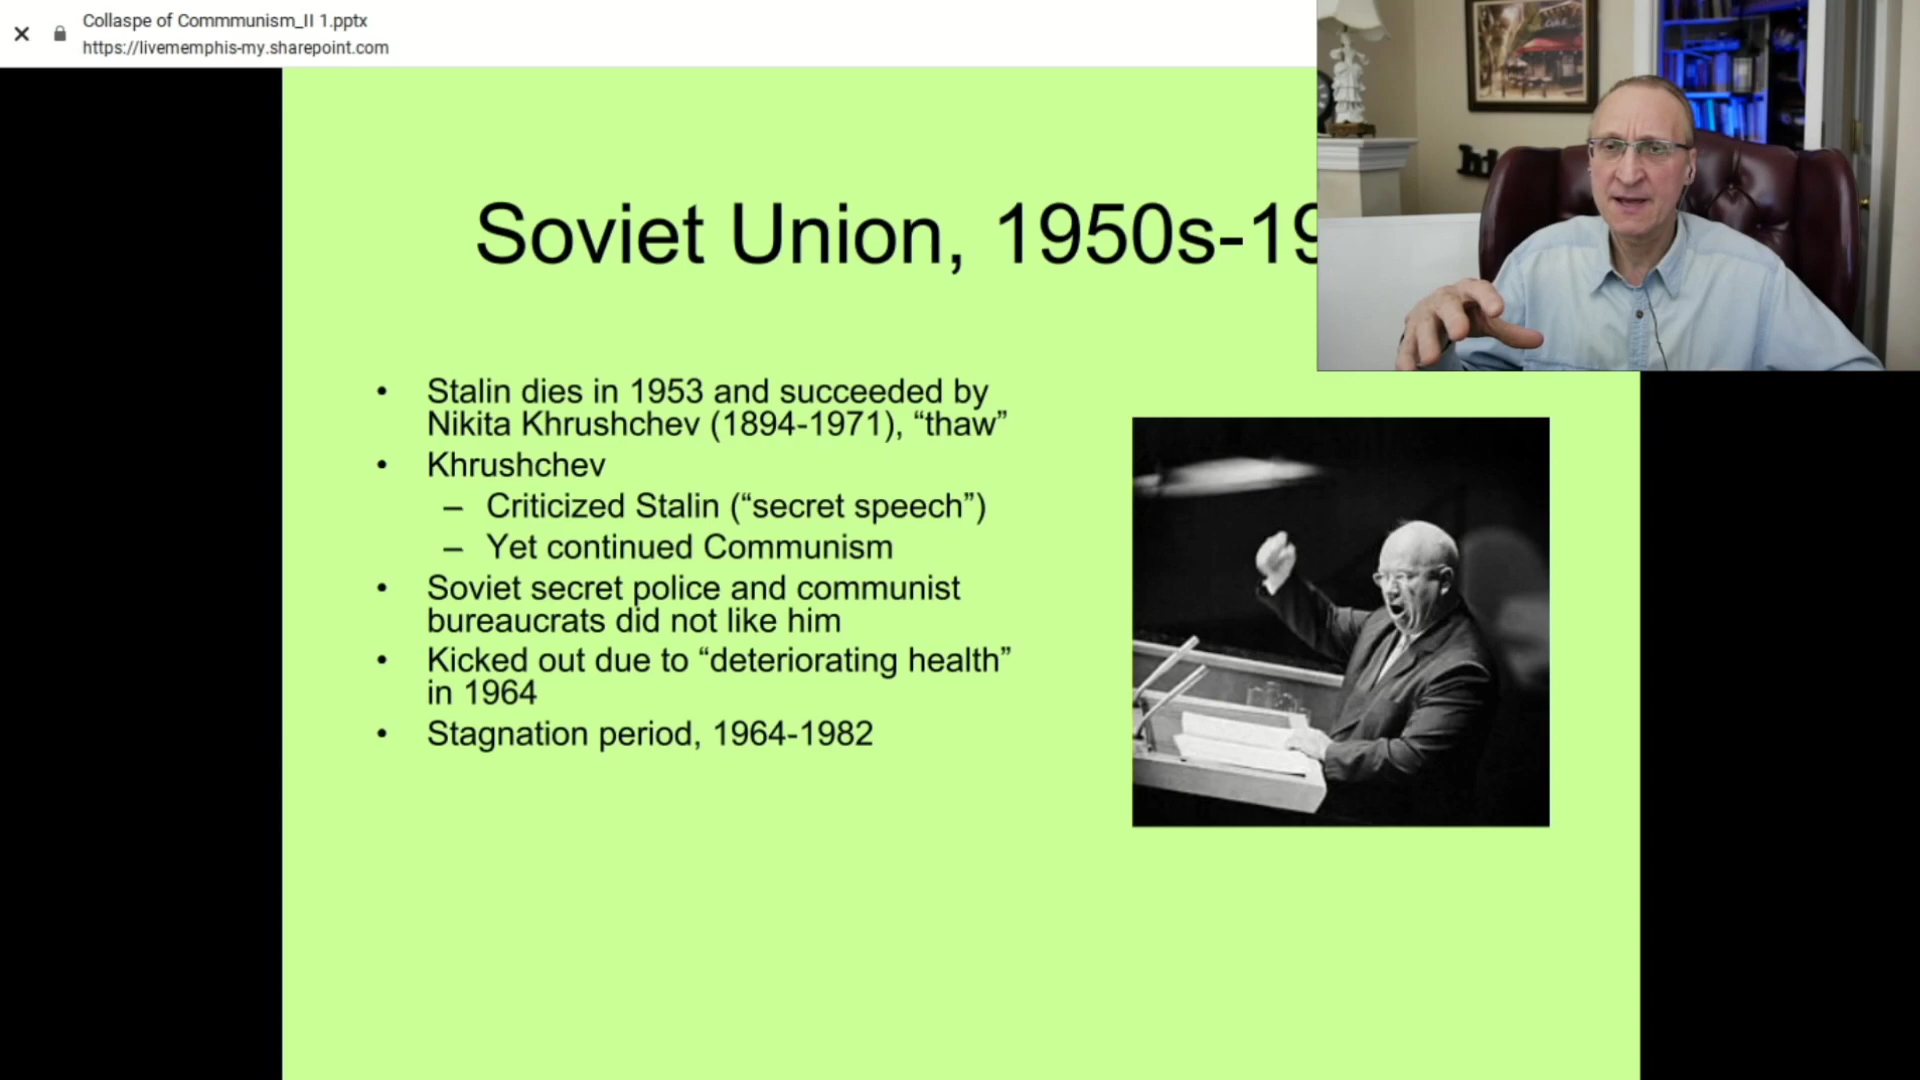 Collaspe of Commmunism_II 1.pptx
https://livememphis-my.sharepoint.com
Soviet Union, 1950s-19
• Stalin dies in 1953 and succeeded by
Nikita Khrushchev (1894-1971), “thaw”
• Khrushchev
– Criticized Stalin (“secret speech”)
– Yet continued Communism
• Soviet secret police and communist
bureaucrats did not like him
• Kicked out due to “deteriorating health”
in 1964
• Stagnation period, 1964-1982